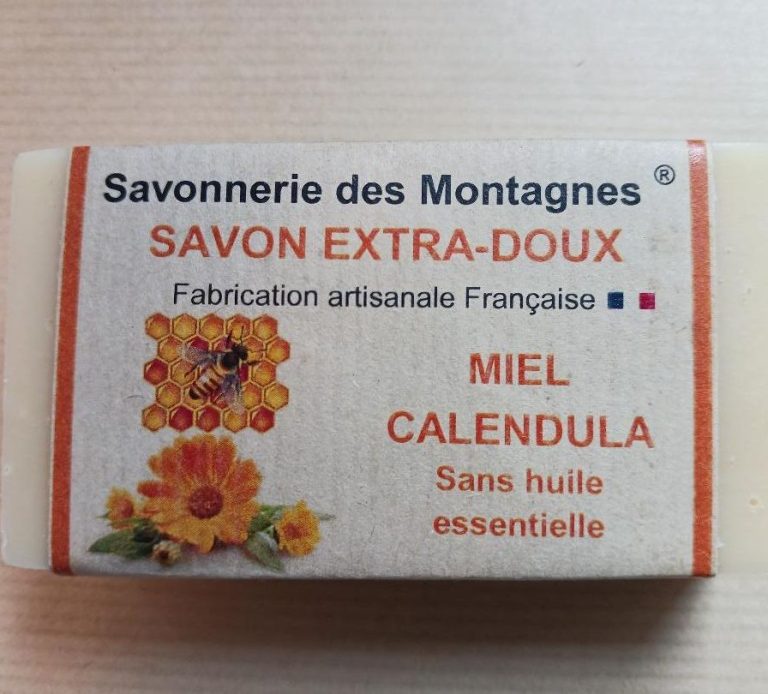 Savonnerie des Montagnes ®
SAVON EXTRA-DOUX
Fabrication artisanale Française
MIEL
CALENDULA
Sans huile
essentielle